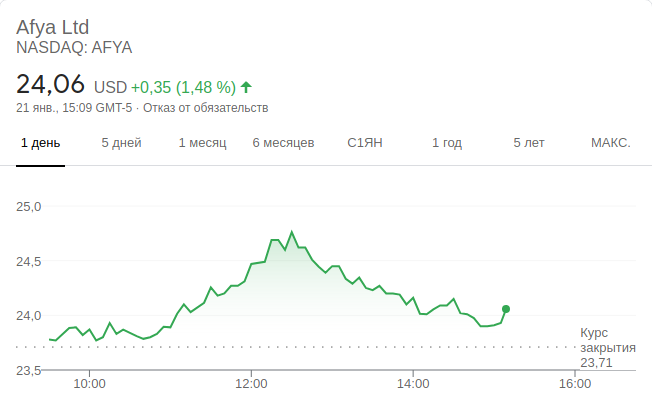 Afya Ltd
NASDAQ: AFYA
24,06 USD +0,35 (1,48 %)
21 янв., 15:09 GMT-5 · Отказ от обязательств
1 день 5 дней 1 месяц 6 месяцев С1ЯН 1 год 5 лет МАКС.
25,0
24,5
24,0
23,5
Курс
закрытия
23,71
10:00 12:00 14:00 16:00